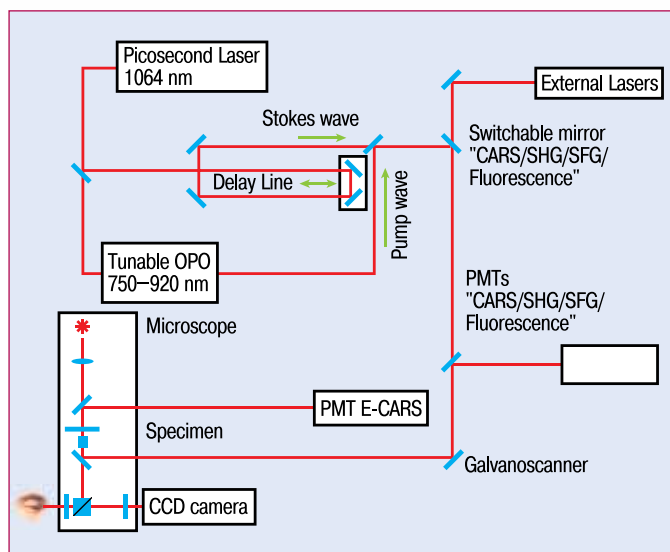 Picosecond Laser
1064 nm
External Lasers
Stokes wave
Switchable mirror
"CARS/SHG/SFG/
Fluorescence"
Delay Line
Pump wave
Tunable OPO
750–920 nm
PMTs
"CARS/SHG/SFG/
Fluorescence"
Microscope
PMT E-CARS
Specimen
Galvanoscanner
CCD camera